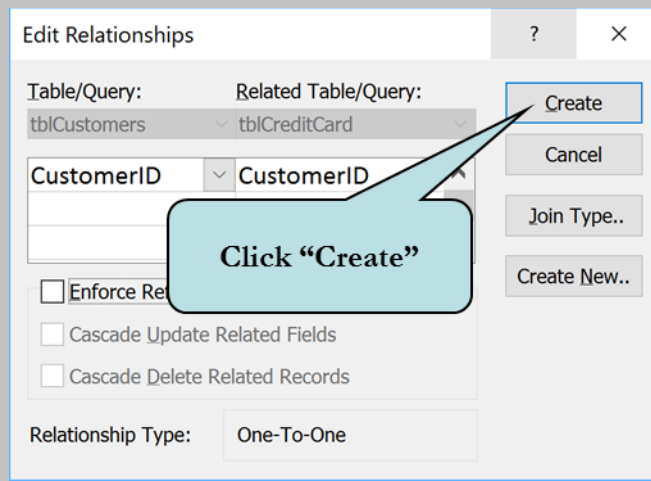 Edit Relationships ? ×
Table/Query: Related Table/Query:
tblCustomers tblCreditCard
CustomerID CustomerID
Create
Cancel
Join Type..
Create New..
Click “Create”
Enforce
Cascade Update Related Fields
Cascade Delete Related Records
Relationship Type: One-To-One